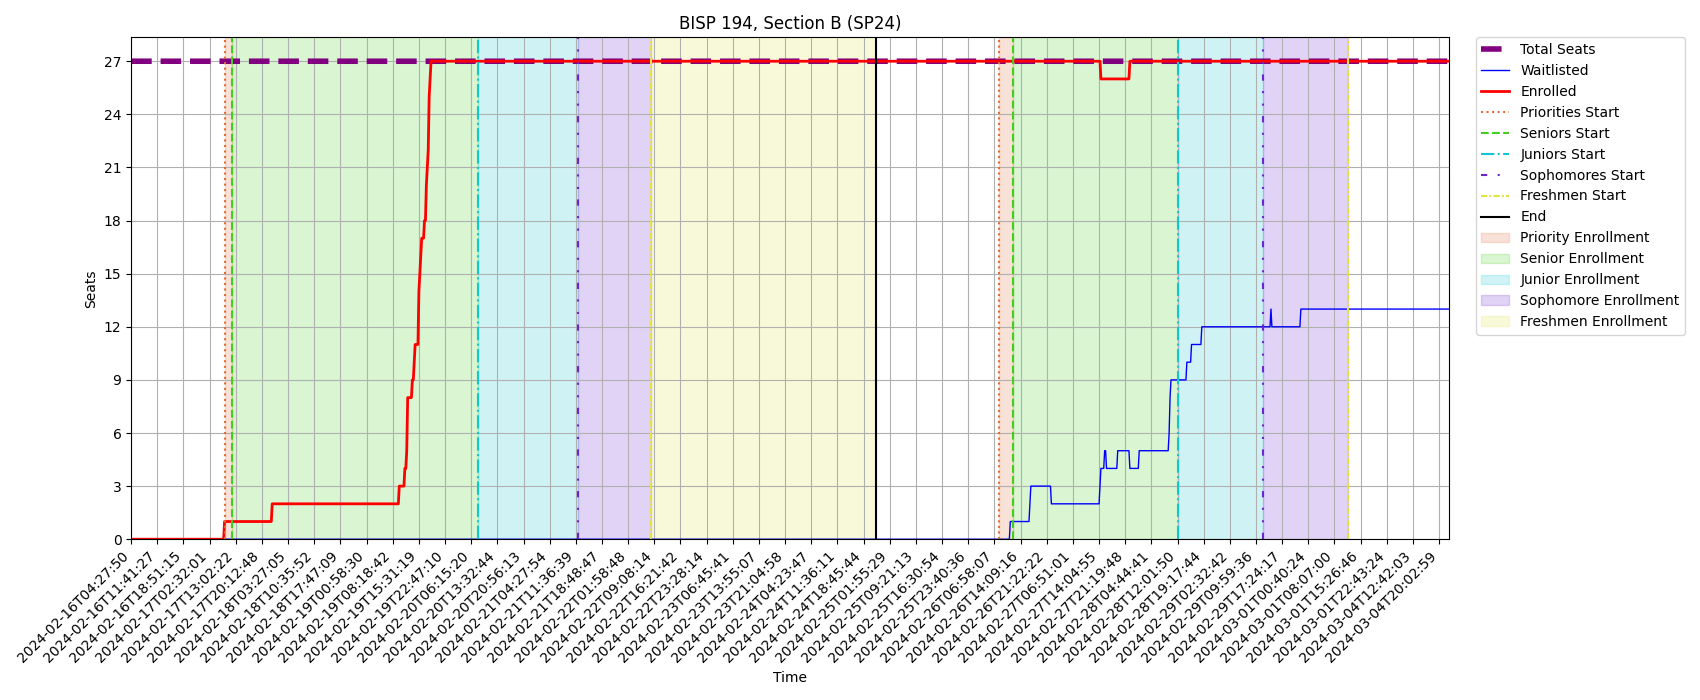 BISP 194, Section B (SP24)
Seats
27
24
21
18
15
12
9
6
3
0
2024-02-16T04:27:50
2024-02-16T11:41:27
2024-02-16T18:51:15
2024-02-17T02:32:01
2024-02-17T13:02:22
2024-02-17T20:12:48
2024-02-18T03:27:05
2024-02-18T10:35:52
2024-02-18T17:47:09
2024-02-19T00:58:30
2024-02-19T08:18:42
2024-02-19T15:31:19
2024-02-19T22:47:10
2024-02-20T06:15:20
2024-02-20T13:32:44
2024-02-20T20:56:13
2024-02-21T04:27:54
2024-02-21T11:36:39
2024-02-21T18:48:47
2024-02-22T01:58:48
2024-02-22T09:08:14
2024-02-22T16:21:42
2024-02-22T23:28:14
2024-02-23T06:45:41
2024-02-23T13:55:07
2024-02-23T21:04:58
2024-02-24T04:23:47
2024-02-24T11:36:11
2024-02-24T18:45:44
2024-02-25T01:55:29
2024-02-25T09:21:13
2024-02-25T16:30:54
2024-02-25T23:40:36
2024-02-26T06:58:07
2024-02-26T14:09:16
2024-02-26T21:22:22
2024-02-27T06:51:01
2024-02-27T14:04:55
2024-02-27T21:19:48
2024-02-28T04:44:41
2024-02-28T12:01:50
2024-02-28T19:17:44
2024-02-29T02:32:42
2024-02-29T09:59:36
2024-02-29T17:24:17
2024-03-01T00:40:24
2024-03-01T08:07:00
2024-03-01T15:26:46
2024-03-01T22:43:24
2024-03-04T12:42:03
2024-03-04T20:02:59
Time
Total Seats
Waitlisted
Enrolled
Priorities Start
Seniors Start
Juniors Start
Sophomores Start
Freshmen Start
End
Priority Enrollment
Senior Enrollment
Junior Enrollment
Sophomore Enrollment
Freshmen Enrollment